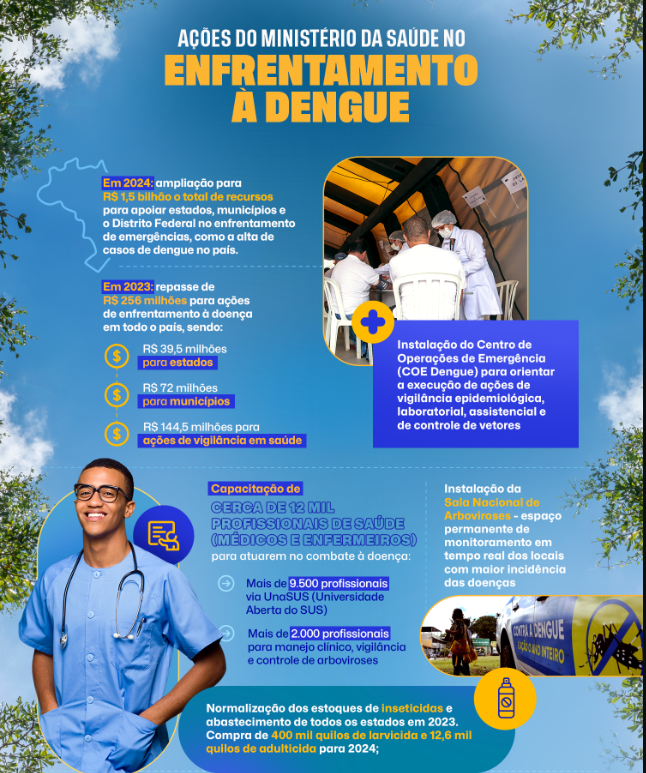 AÇÕES DO MINISTÉRIO DA SAÚDE NO
ENFRENTAMENTO
À DENGUE
Em 2024: ampliação para
R$ 1,5 bilhão o total de recursos
para apoiar estados, municípios e
o Distrito Federal no enfrentamento
de emergências, como a alta de
casos de dengue no país.
Em 2023: repasse de
R$ 256 milhões para ações
de enfrentamento à doença
em todo o país, sendo:
$ R$ 39,5 milhões
para estados
$ R$ 72 milhões
para municípios
$ R$ 144,5 milhões para
ações de vigilância em saúde
Instalação do Centro de
Operações de Emergência
(COE Dengue) para orientar
a execução de ações de
vigilância epidemiológica,
laboratorial, assistencial e
de controle de vetores
Capacitação de
CERCA DE 12 MIL
PROFISSIONAIS DE SAÚDE
(MÉDICOS E ENFERMEIROS)
para atuarem no combate à doença:
Mais de 9.500 profissionais
via UnaSUS (Universidade
Aberta do SUS)
Mais de 2.000 profissionais
para manejo clínico, vigilância
e controle de arboviroses
Instalação da
Sala Nacional de
Arboviroses - espaço
permanente de
monitoramento em
tempo real dos locais
com maior incidência
das doenças
CONTRA A DENGUE
O ANO INTEIRO
Normalização dos estoques de inseticidas e
abastecimento de todos os estados em 2023.
Compra de 400 mil quilos de larvicida e 12,6 mil
quilos de adulticida para 2024;